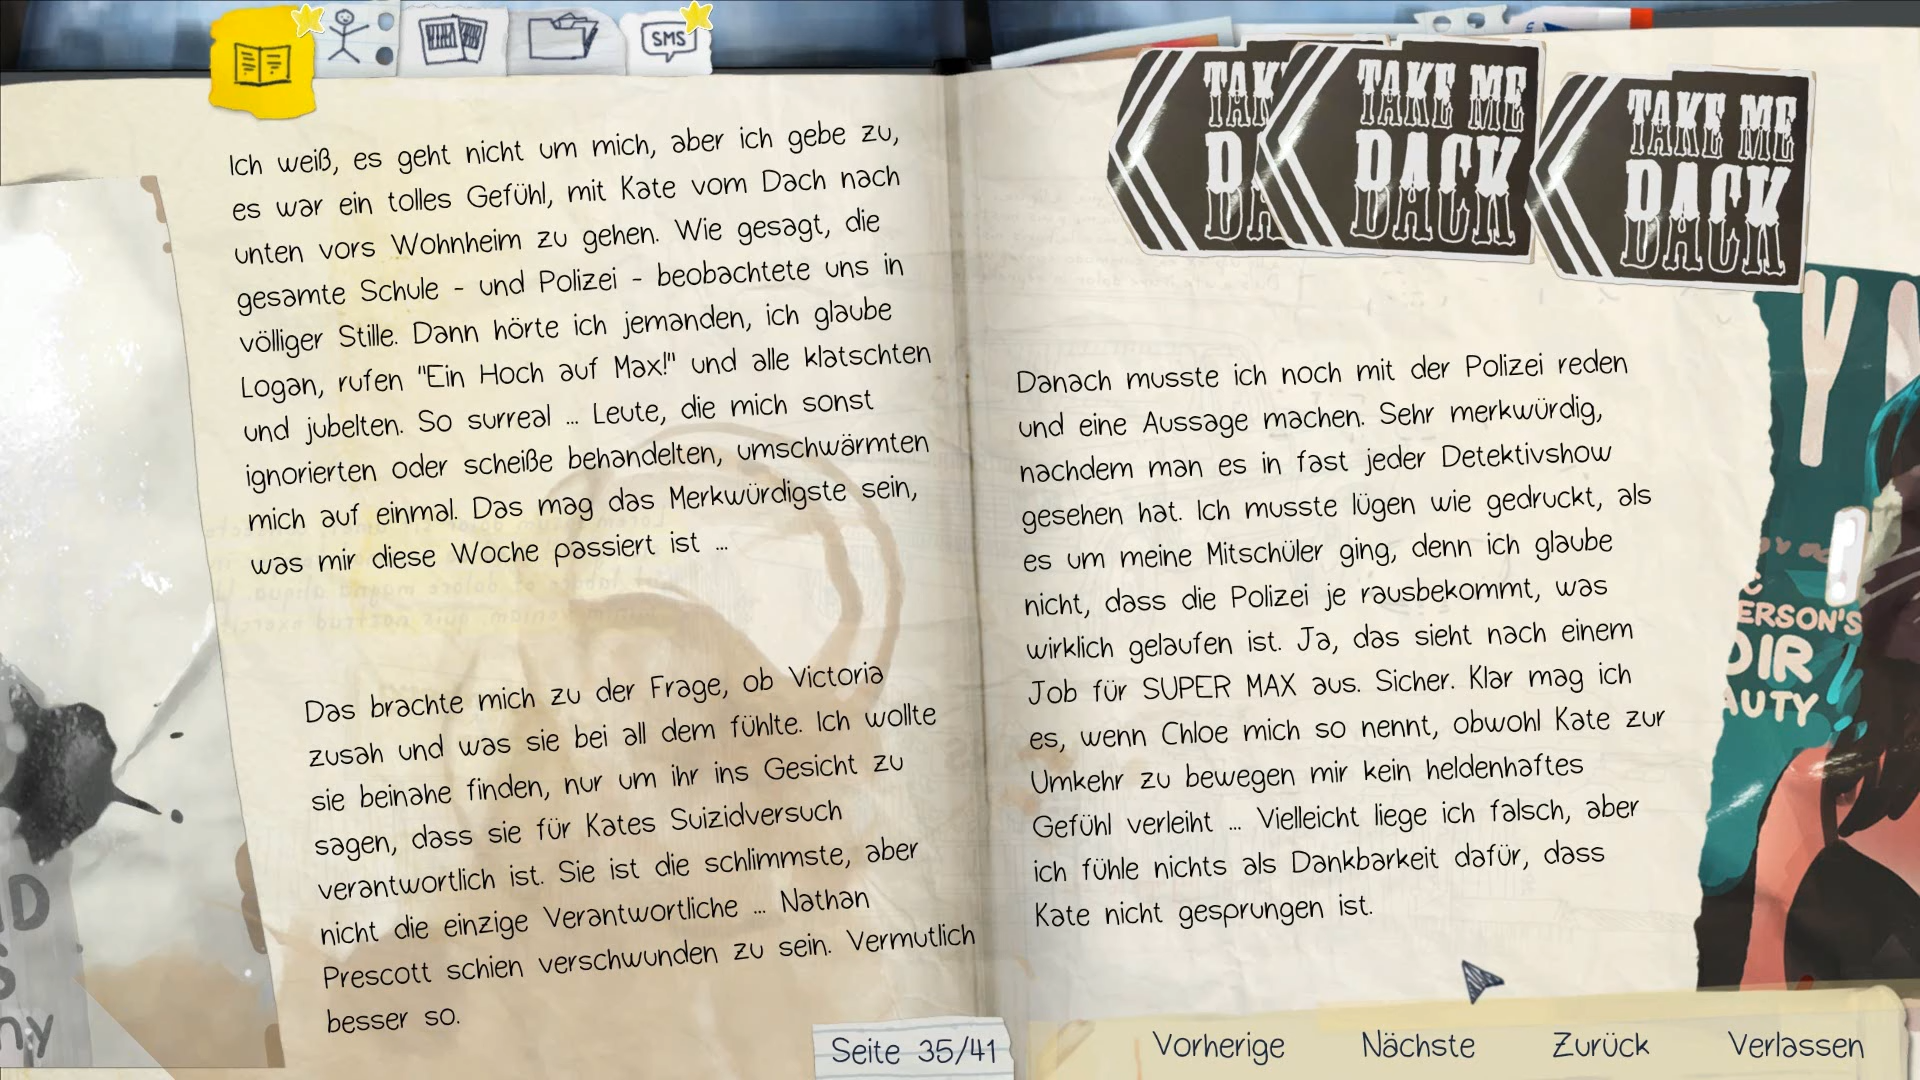 SMS
Ich weiß, es geht nicht um mich, aber ich gebe zu,
es war ein tolles Gefühl, mit Kate vom Dach nach
unten vors Wohnheim zu gehen. Wie gesagt, die
gesamte Schule - und Polizei - beobachtete uns in
völliger Stille. Dann hörte ich jemanden, ich glaube
Logan, rufen "Ein Hoch auf Max!" und alle klatschten
und jubelten. So surreal ... Leute, die mich sonst
ignorierten oder scheiße behandelten, umschwärmten
mich auf einmal. Das mag das Merkwürdigste sein,
was mir diese Woche passiert ist ...
Das brachte mich zu der Frage, ob Victoria
zusah und was sie bei all dem fühlte. Ich wollte
sie beinahe finden, nur um ihr ins Gesicht zu
sagen, dass sie für Kates Suizidversuch
verantwortlich ist. Sie ist die schlimmste, aber
nicht die einzige Verantwortliche ... Nathan
Prescott schien verschwunden zu sein. Vermutlich
besser so.
TAKE ME
DACK
TAKE ME
DACK
Danach musste ich noch mit der Polizei reden
und eine Aussage machen. Sehr merkwürdig,
nachdem man es in fast jeder Detektivshow
gesehen hat. Ich musste lügen wie gedruckt, als
es um meine Mitschüler ging, denn ich glaube
nicht, dass die Polizei je rausbekommt, was
wirklich gelaufen ist. Ja, das sieht nach einem
Job für SUPER MAX aus. Sicher. Klar mag ich
es, wenn Chloe mich so nennt, obwohl Kate zur
Umkehr zu bewegen mir kein heldenhaftes
Gefühl verleiht ... Vielleicht liege ich falsch, aber
ich fühle nichts als Dankbarkeit dafür, dass
Kate nicht gesprungen ist.
ERSON'S
OIR
AUTY
Seite 35/41
Vorherige
Nächste
Zurück
Verlassen